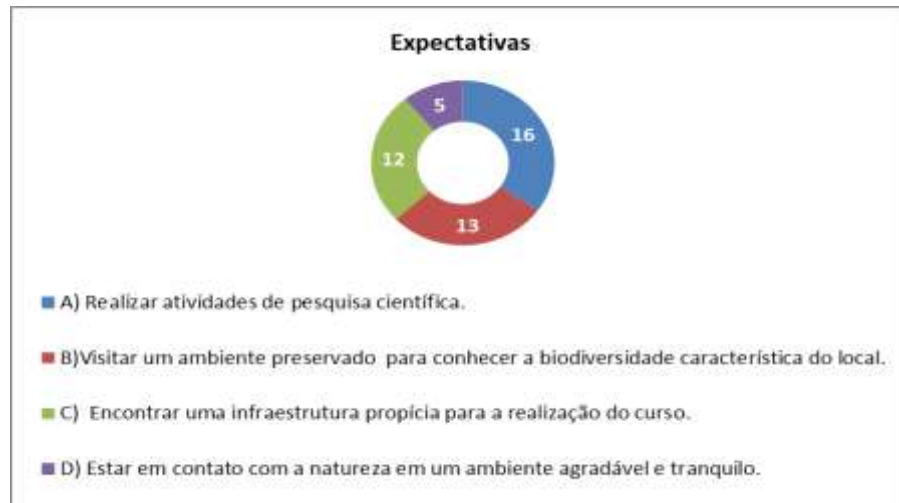 Expectativas
5
16
12
13
A) Realizar atividades de pesquisa científica.
B)Visitar um ambiente preservado para conhecer a biodiversidade característica do local.
C) Encontrar uma infraestrutura propícia para a realização do curso.
D) Estar em contato com a natureza em um ambiente agradável e tranquilo.